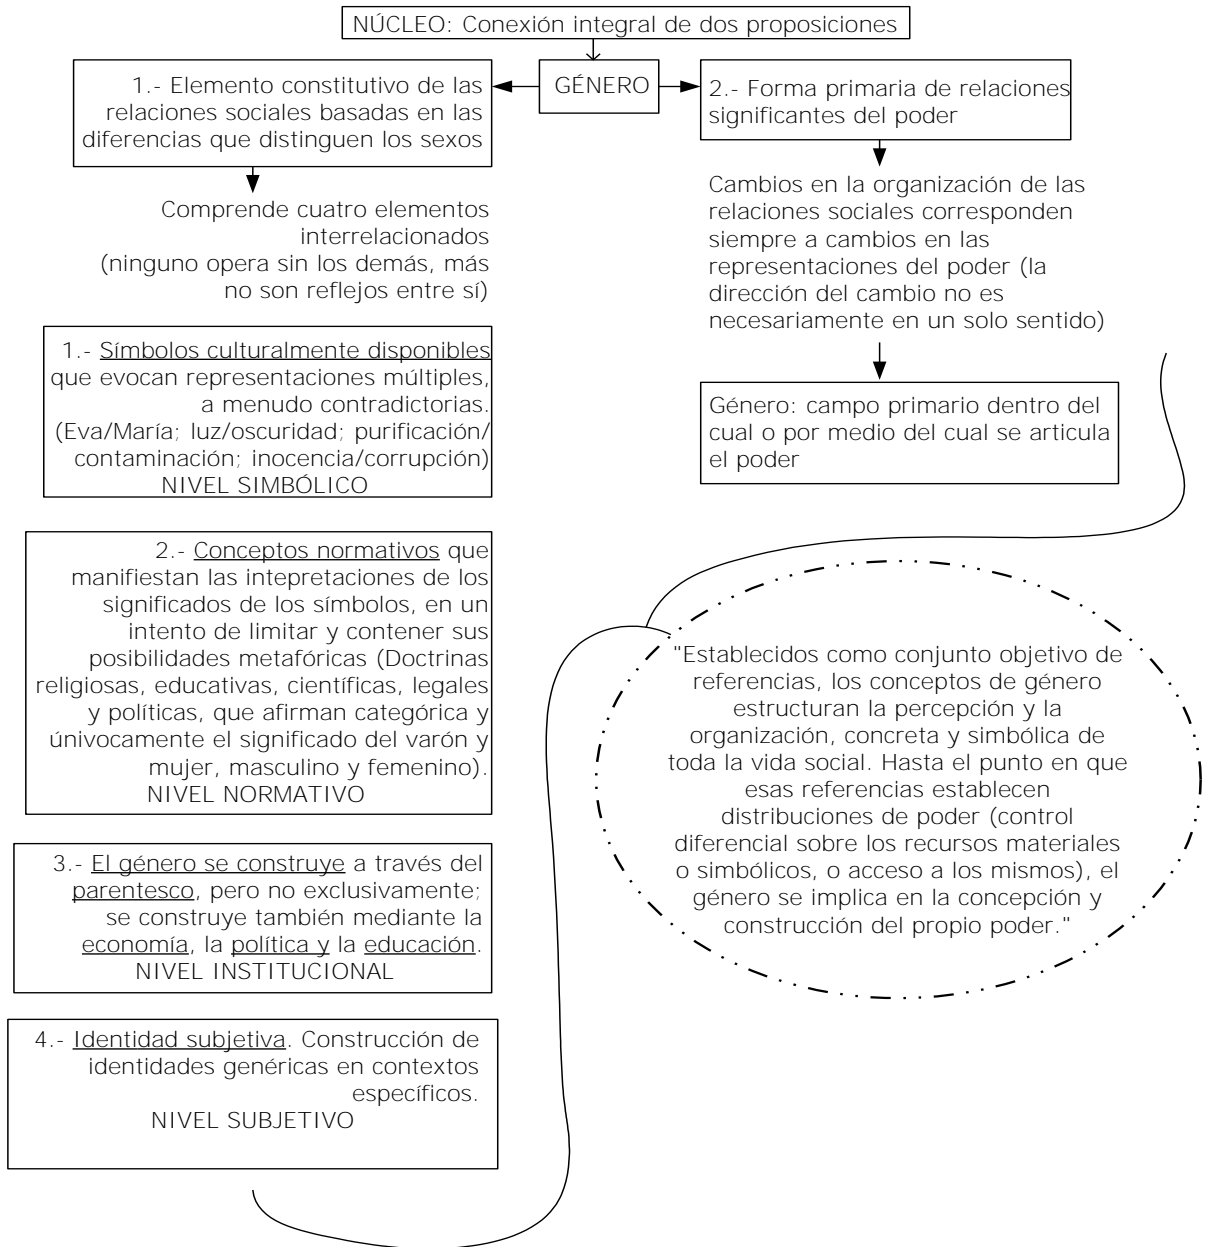 NÚCLEO: Conexión integral de dos proposiciones
GÉNERO
1.- Elemento constitutivo de las
relaciones sociales basadas en las
diferencias que distinguen los sexos
Comprende cuatro elementos
interrelacionados
(ninguno opera sin los demás, más
no son reflejos entre sí)
1.- Símbolos culturalmente disponibles
que evocan representaciones múltiples,
a menudo contradictorias.
(Eva/María; luz/oscuridad; purificación/
contaminación; inocencia/corrupción)
NIVEL SIMBÓLICO
2.- Conceptos normativos que
manifiestan las intepretaciones de los
significados de los símbolos, en un
intento de limitar y contener sus
posibilidades metafóricas (Doctrinas
religiosas, educativas, científicas, legales
y políticas, que afirman categórica y
únivocamente el significado del varón y
mujer, masculino y femenino).
NIVEL NORMATIVO
3.- El género se construye a través del
parentesco, pero no exclusivamente;
se construye también mediante la
economía, la política y la educación.
NIVEL INSTITUCIONAL
4.- Identidad subjetiva. Construcción de
identidades genéricas en contextos
específicos.
NIVEL SUBJETIVO
2.- Forma primaria de relaciones
significantes del poder
Cambios en la organización de las
relaciones sociales corresponden
siempre a cambios en las
representaciones del poder (la
dirección del cambio no es
necesariamente en un solo sentido)
Género: campo primario dentro del
cual o por medio del cual se articula
el poder
"Establecidos como conjunto objetivo de
referencias, los conceptos de género
estructuran la percepción y la
organización, concreta y simbólica de
toda la vida social. Hasta el punto en que
esas referencias establecen
distribuciones de poder (control
diferencial sobre los recursos materiales
o simbólicos, o acceso a los mismos), el
género se implica en la concepción y
construcción del propio poder."